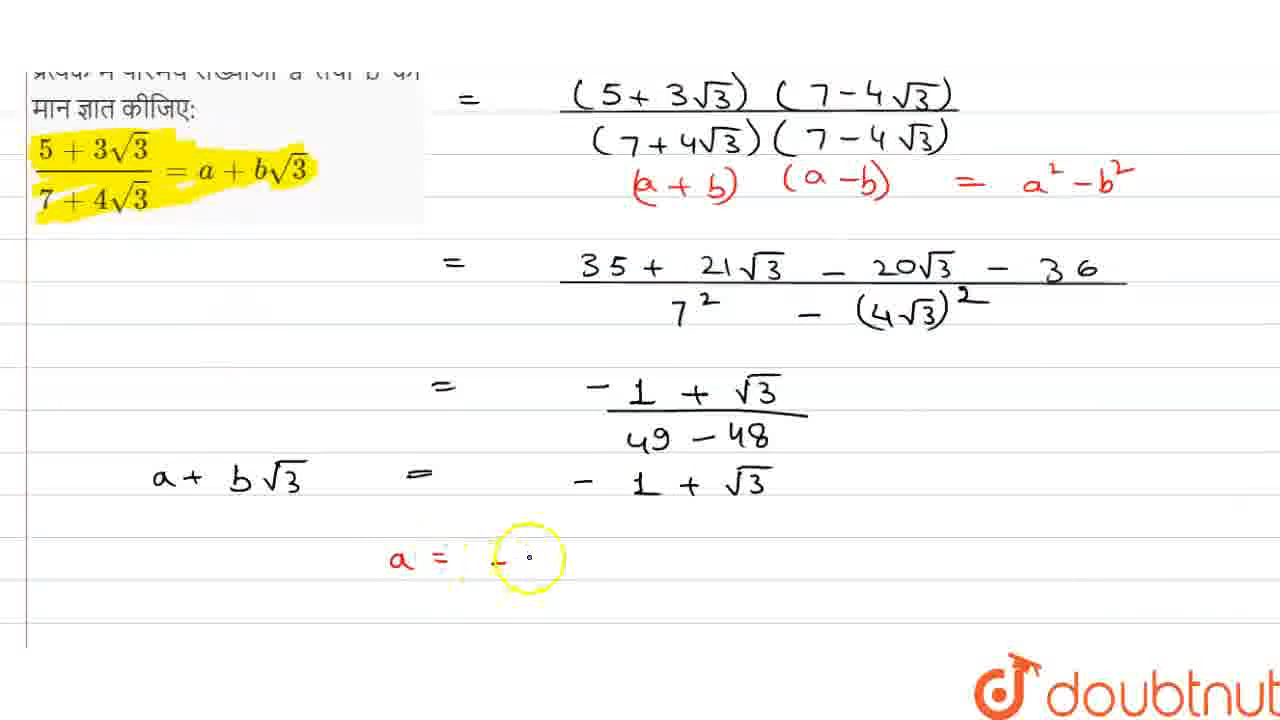 मान ज्ञात कीजिए:
5 + 3√3 / 7 + 4√3 = a + b√3
= (5 + 3√3) (7 − 4√3) / (7 + 4√3) (7 − 4√3)
(a + b) (a − b) = a² − b²
= 35 + 21√3 − 20√3 − 36 / 7² − (4√3)²
= − 1 + √3 / 49 − 48
a + b√3 = − 1 + √3
a = −
doubtnut